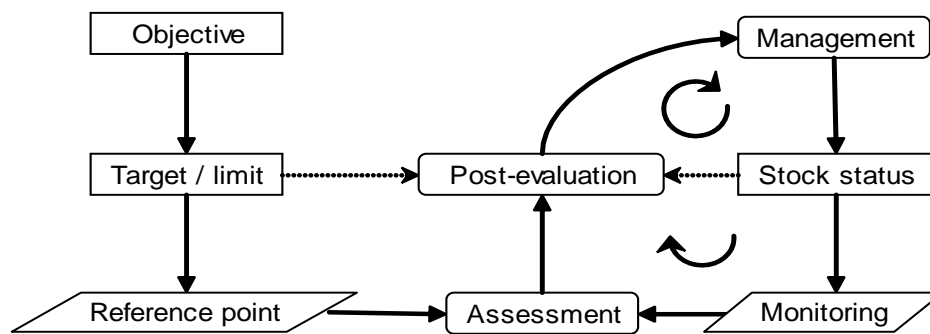 Objective
Management
Target / limit
Post-evaluation
Stock status
Reference point
Assessment
Monitoring